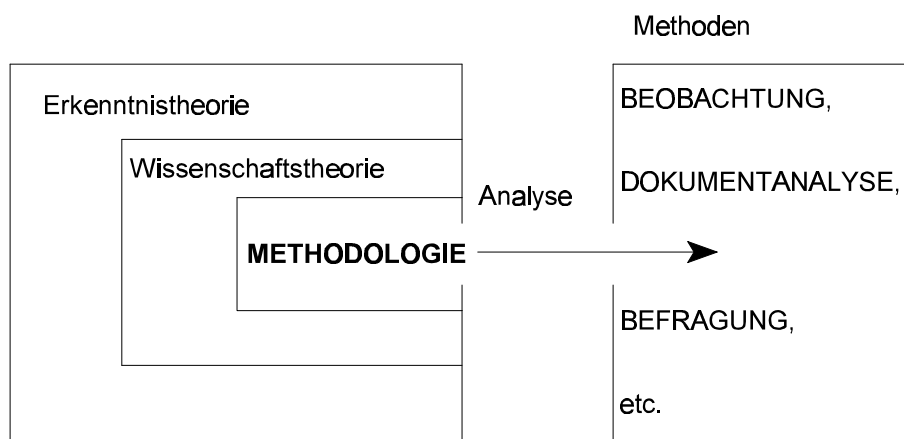 Methoden
Erkenntnistheorie
BEOBACHTUNG,
Wissenschaftstheorie
DOKUMENTANALYSE,
Analyse
METHODOLOGIE
BEFRAGUNG,
etc.